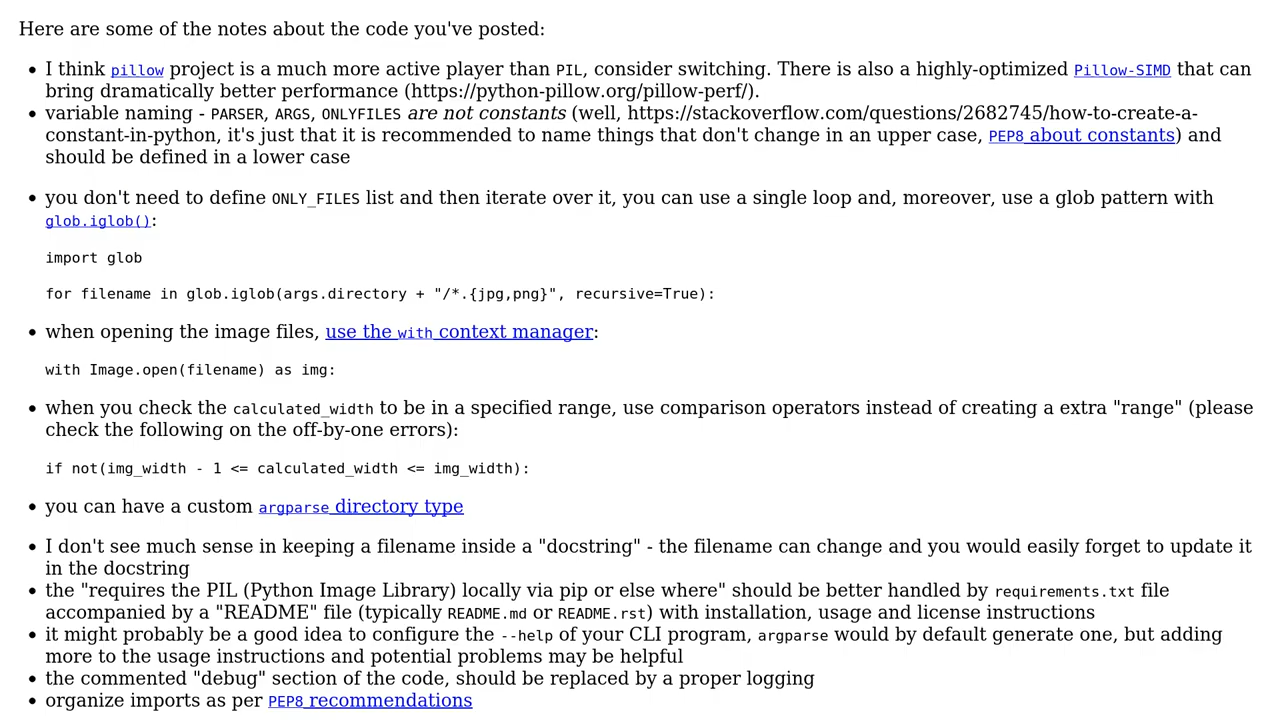 Here are some of the notes about the code you've posted:
• I think pillow project is a much more active player than PIL, consider switching. There is also a highly-optimized Pillow-SIMD that can
bring dramatically better performance (https://python-pillow.org/pillow-perf/).
• variable naming - PARSER, ARGS, ONLYFILES are not constants (well, https://stackoverflow.com/questions/2682745/how-to-create-a-
constant-in-python, it's just that it is recommended to name things that don't change in an upper case, PEP8 about constants) and
should be defined in a lower case
• you don't need to define ONLY_FILES list and then iterate over it, you can use a single loop and, moreover, use a glob pattern with
glob.iglob():
import glob
for filename in glob.iglob(args.directory + "/*.{jpg,png}", recursive=True):
• when opening the image files, use the with context manager:
with Image.open(filename) as img:
• when you check the calculated_width to be in a specified range, use comparison operators instead of creating a extra "range" (please
check the following on the off-by-one errors):
if not(img_width - 1 <= calculated_width <= img_width):
• you can have a custom argparse directory type
• I don't see much sense in keeping a filename inside a "docstring" - the filename can change and you would easily forget to update it
in the docstring
• the "requires the PIL (Python Image Library) locally via pip or else where" should be better handled by requirements.txt file
accompanied by a "README" file (typically README.md or README.rst) with installation, usage and license instructions
• it might probably be a good idea to configure the --help of your CLI program, argparse would by default generate one, but adding
more to the usage instructions and potential problems may be helpful
• the commented "debug" section of the code, should be replaced by a proper logging
• organize imports as per PEP8 recommendations